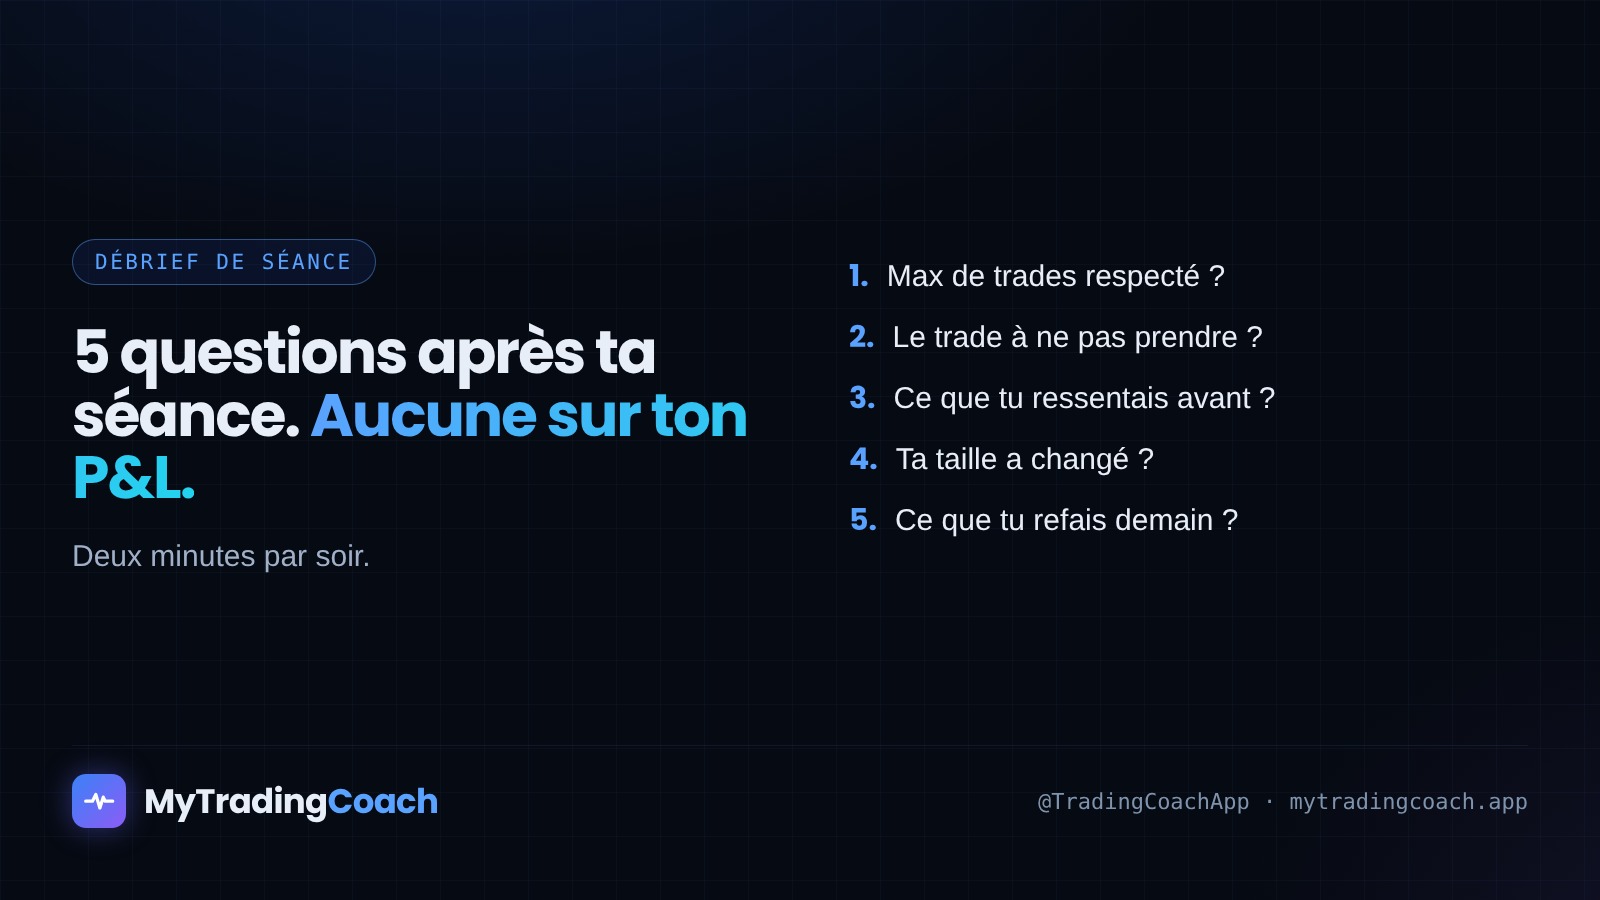 DÉBRIEF DE SÉANCE
5 questions après ta
séance. Aucune sur ton
P&L.
Deux minutes par soir.
1. Max de trades respecté ?
2. Le trade à ne pas prendre ?
3. Ce que tu ressentais avant ?
4. Ta taille a changé ?
5. Ce que tu refais demain ?
MyTradingCoach
@TradingCoachApp · mytradingcoach.app